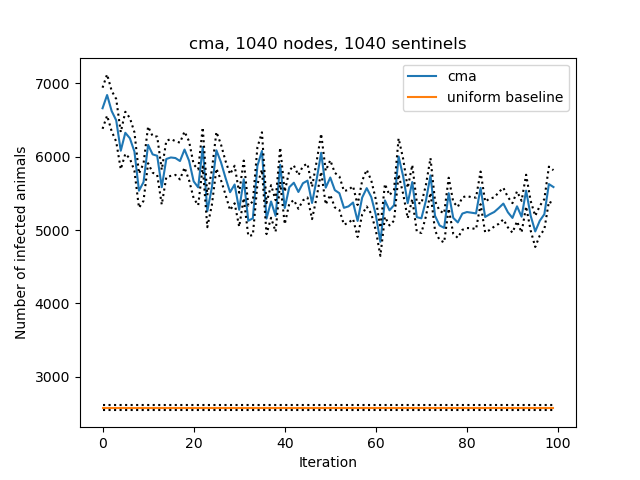 cma, 1040 nodes, 1040 sentinels
cma
uniform baseline
Number of infected animals
7000
6000
5000
4000
3000
0 20 40 60 80 100
Iteration